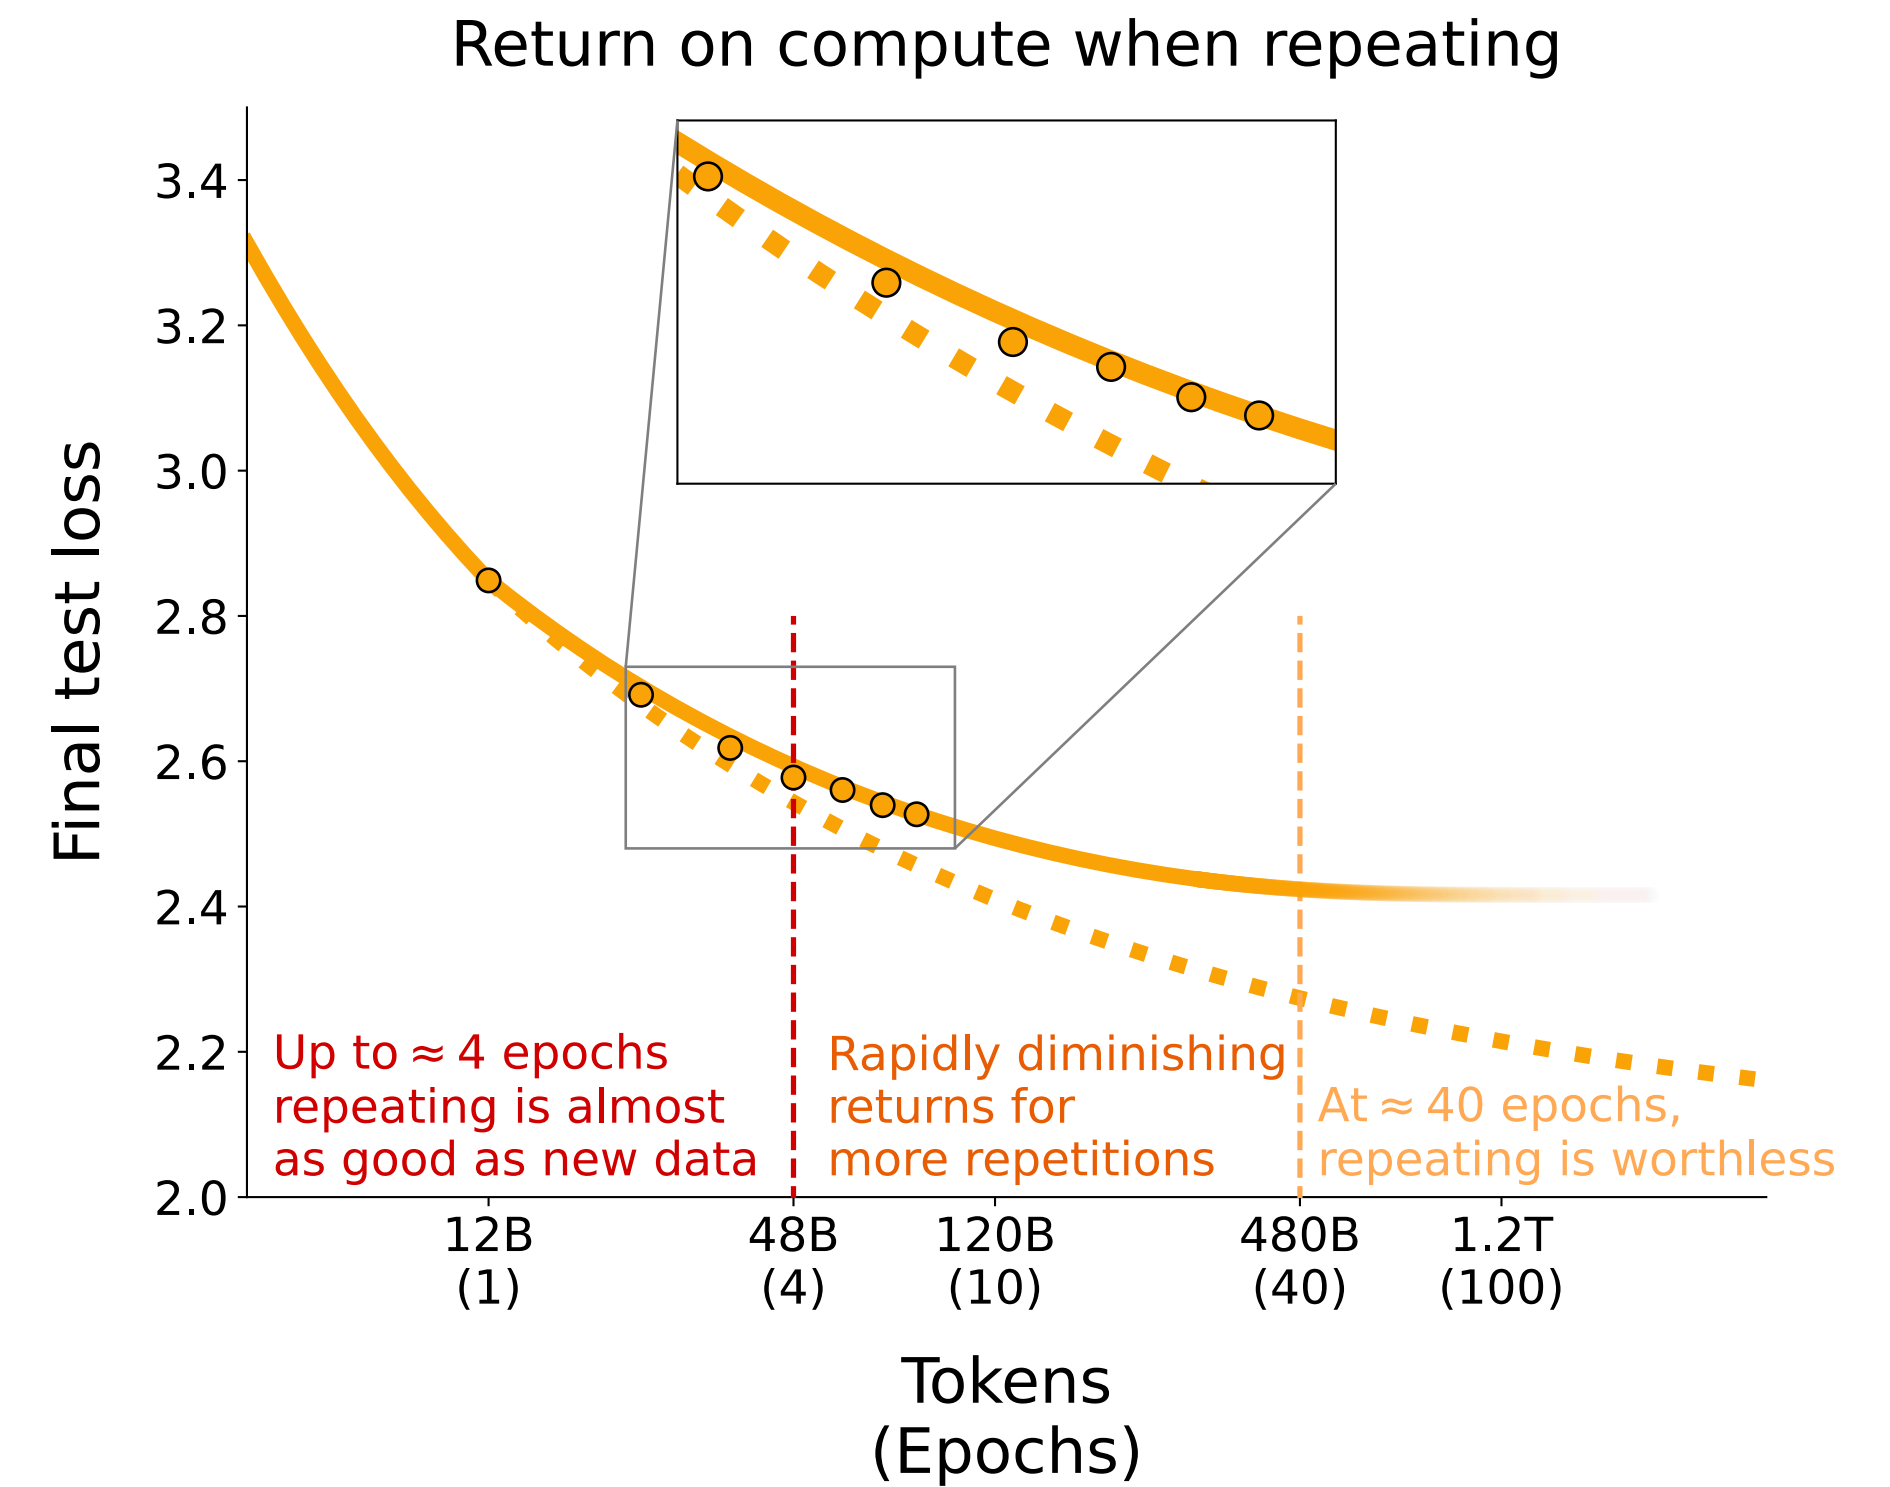 Return on compute when repeating
Final test loss
3.4
3.2
3.0
2.8
2.6
2.4
2.2
2.0
Up to ≈ 4 epochs
repeating is almost
as good as new data
Rapidly diminishing
returns for
more repetitions
At ≈ 40 epochs,
repeating is worthless
12B 48B 120B 480B 1.2T
(1) (4) (10) (40) (100)
Tokens
(Epochs)